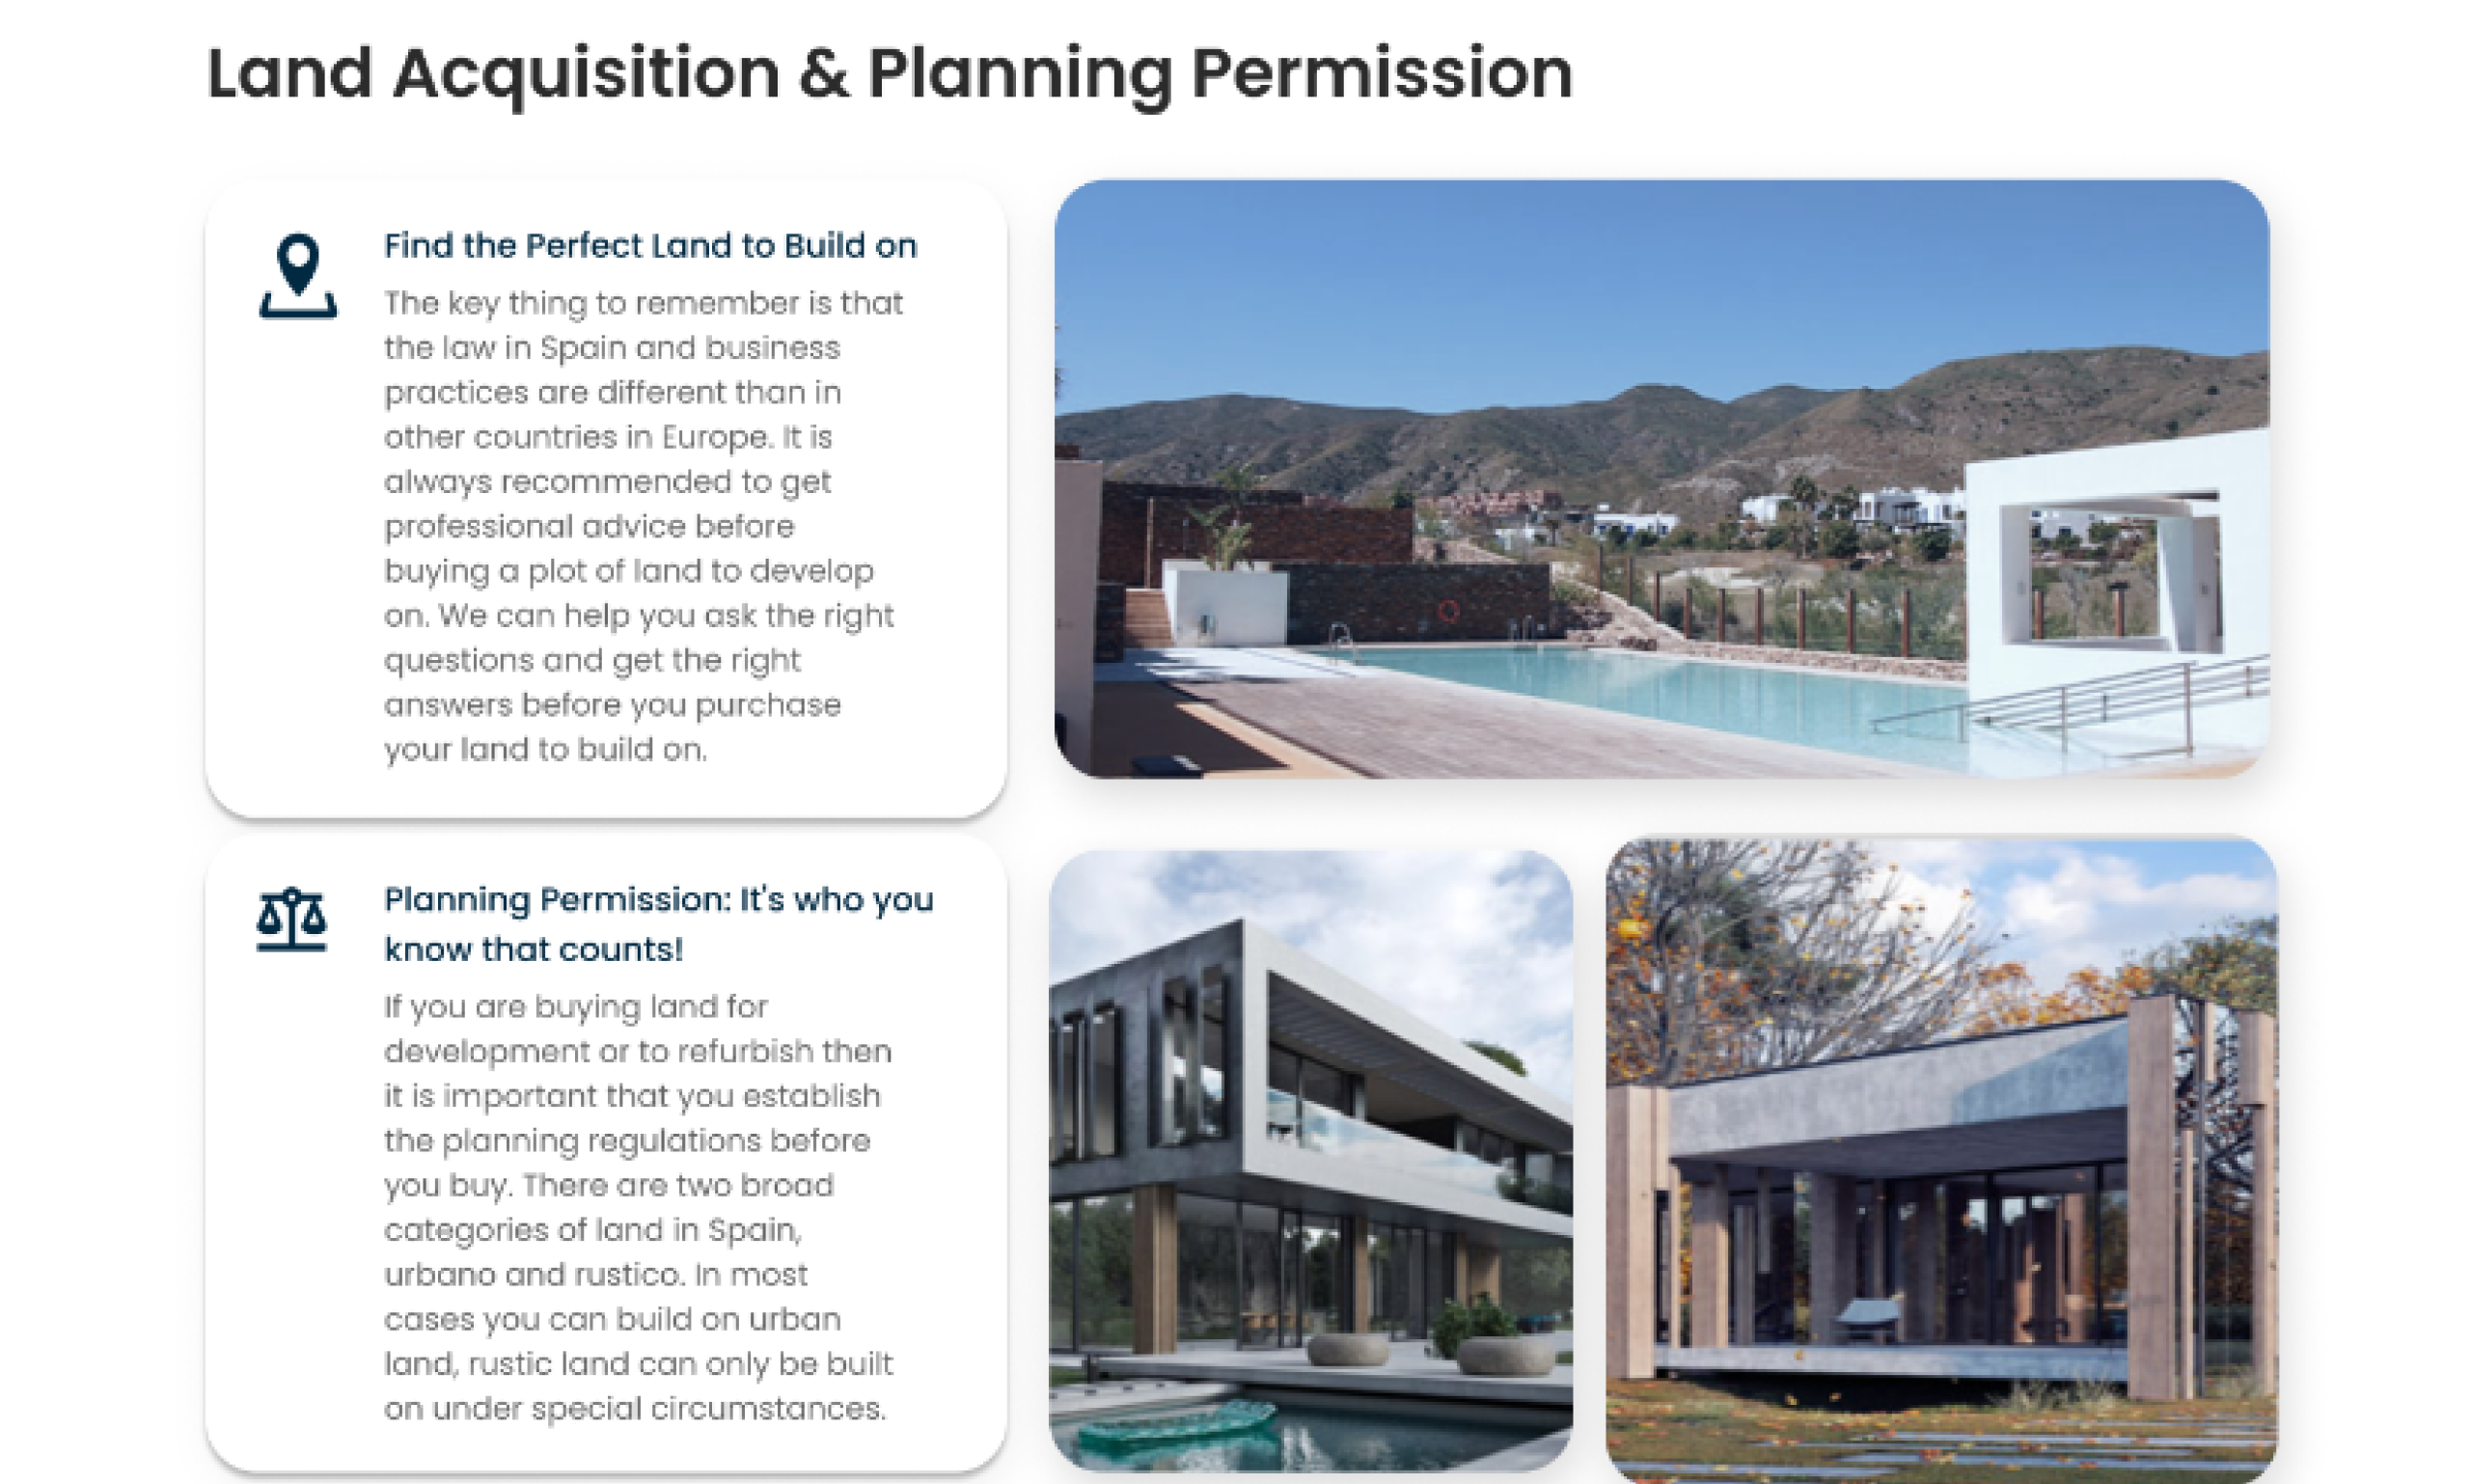 Land Acquisition & Planning Permission
Find the Perfect Land to Build on
The key thing to remember is that
the law in Spain and business
practices are different than in
other countries in Europe. It is
always recommended to get
professional advice before
buying a plot of land to develop
on. We can help you ask the right
questions and get the right
answers before you purchase
your land to build on.
Planning Permission: It's who you
know that counts!
If you are buying land for
development or to refurbish then
it is important that you establish
the planning regulations before
you buy. There are two broad
categories of land in Spain,
urbano and rustico. In most
cases you can build on urban
land, rustic land can only be built
on under special circumstances.